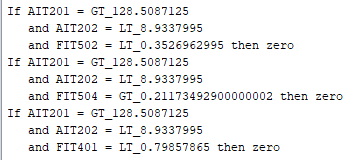 If AIT201 = GT_128.5087125
and AIT202 = LT_8.9337995
and FIT502 = LT_0.3526962995 then zero
If AIT201 = GT_128.5087125
and AIT202 = LT_8.9337995
and FIT504 = GT_0.21173492900000002 then zero
If AIT201 = GT_128.5087125
and AIT202 = LT_8.9337995
and FIT401 = LT_0.79857865 then zero